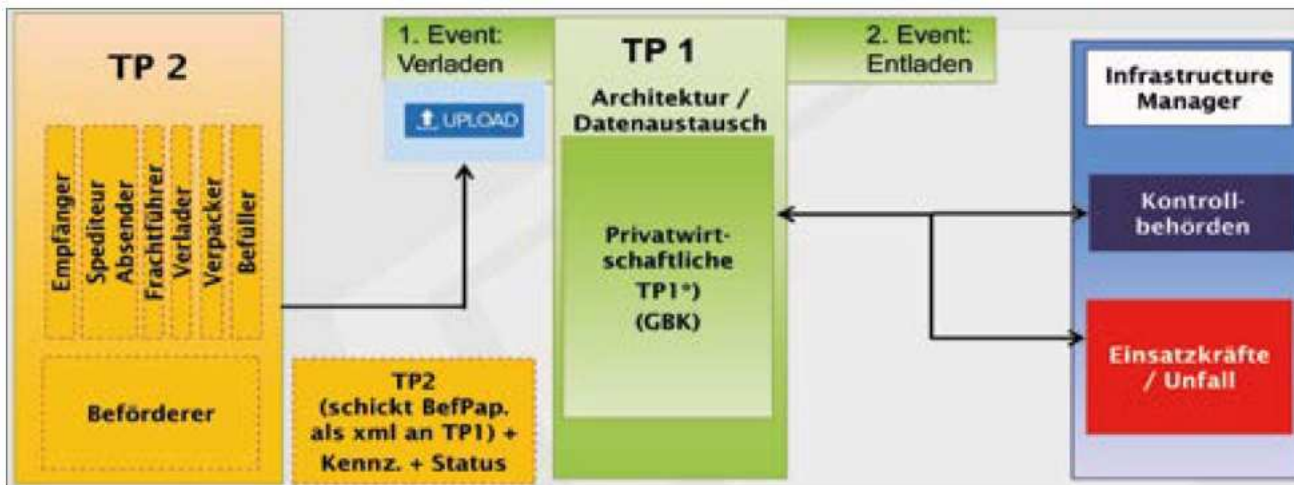 TP 2
Empfänger
Spediteur
Absender
Frachtführer
Verlader
Verpacker
Befüller
Beförderer
1. Event:
Verladen
UPLOAD
TP2
(schickt BefPap.
als xml an TP1) +
Kennz. + Status
TP 1
Architektur /
Datenaustausch
Privatwirt-
schaftliche
TP1*)
(GBK)
2. Event:
Entladen
Infrastructure
Manager
Kontroll-
behörden
Einsatzkräfte
/ Unfall